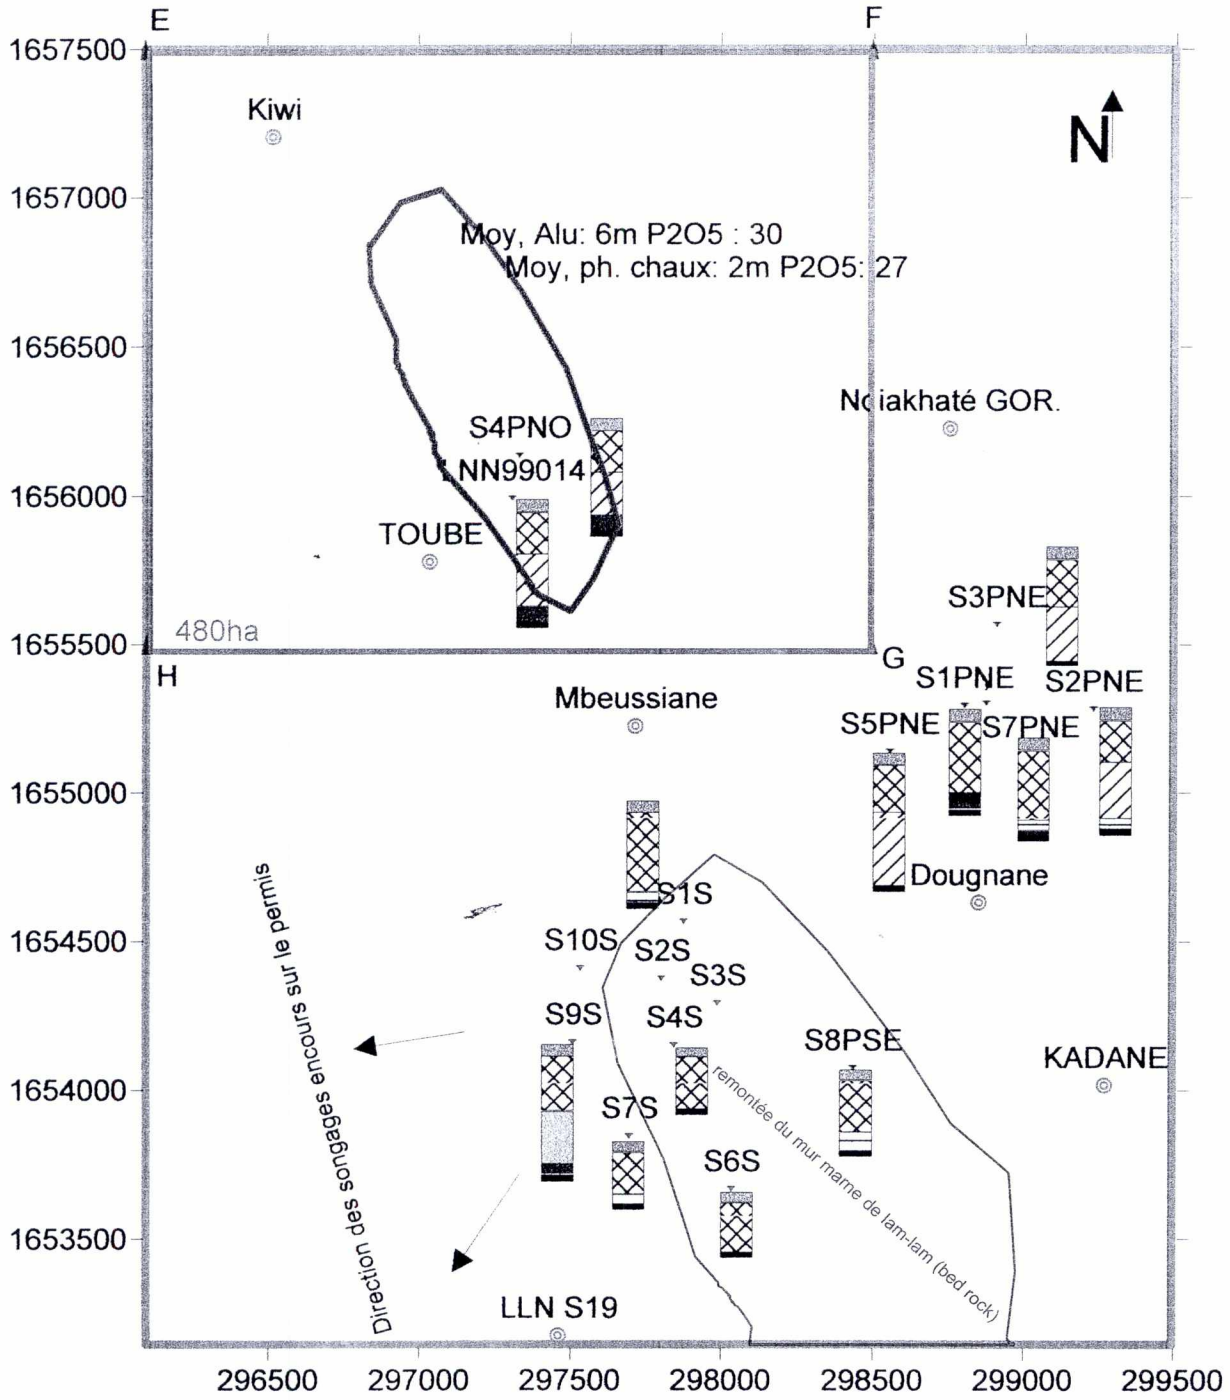 E
F
1657500
Kiwi
N
1657000
Moy, Alu: 6m P2O5 : 30
Moy, ph. chaux: 2m P2O5: 27
1656500
Ndiakhaté GOR.
S4PNO
LNN99014
1656000
TOUBE
S3PNE
480ha
1655500
G
H
S1PNE
S2PNE
Mbeussiane
S5PNE
S7PNE
1655000
Dougnane
S1S
1654500
S10S
S2S
S3S
S9S
S4S
S8PSE
KADANE
1654000
remontée du mur marne de lam-lam (bed rock)
S7S
S6S
Direction des songages encours sur le permis
1653500
LLN S19
296500
297000
297500
298000
298500
299000
299500